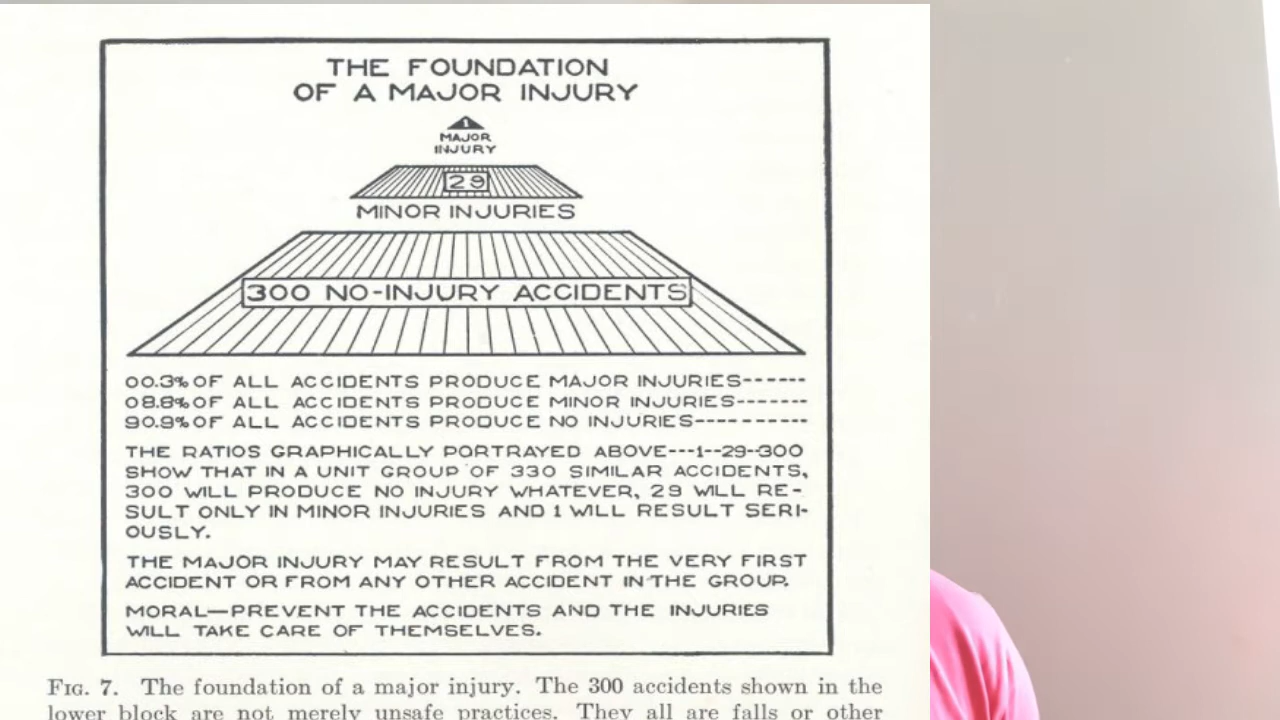 THE FOUNDATION
OF A MAJOR INJURY
1
MAJOR
INJURY
29
MINOR INJURIES
300 NO-INJURY ACCIDENTS
00.3% OF ALL ACCIDENTS PRODUCE MAJOR INJURIES------
08.8% OF ALL ACCIDENTS PRODUCE MINOR INJURIES-------
90.9% OF ALL ACCIDENTS PRODUCE NO INJURIES----------
THE RATIOS GRAPHICALLY PORTRAYED ABOVE---1--29--300
SHOW THAT IN A UNIT GROUP OF 330 SIMILAR ACCIDENTS,
300 WILL PRODUCE NO INJURY WHATEVER, 29 WILL RE-
SULT ONLY IN MINOR INJURIES AND 1 WILL RESULT SERI-
OUSLY.
THE MAJOR INJURY MAY RESULT FROM THE VERY FIRST
ACCIDENT OR FROM ANY OTHER ACCIDENT IN THE GROUP.
MORAL—PREVENT THE ACCIDENTS AND THE INJURIES
WILL TAKE CARE OF THEMSELVES.
FIG. 7. The foundation of a major injury. The 300 accidents shown in the
lower block are not merely unsafe practices. They all are falls or other